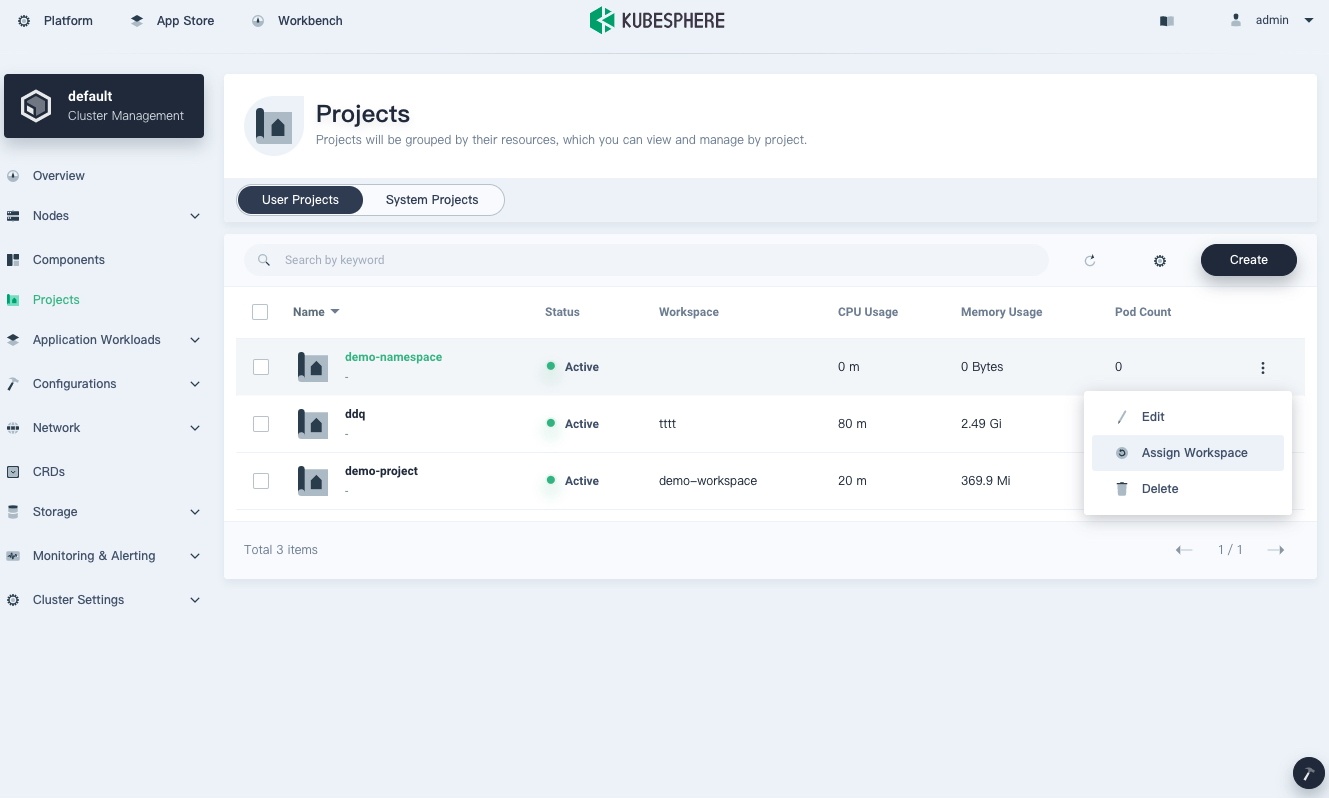 Platform
App Store
Workbench
KUBESPHERE
admin
default
Cluster Management
Overview
Nodes
Components
Projects
Application Workloads
Configurations
Network
CRDs
Storage
Monitoring & Alerting
Cluster Settings
Projects
Projects will be grouped by their resources, which you can view and manage by project.
User Projects
System Projects
Search by keyword
Create
Name Status Workspace CPU Usage Memory Usage Pod Count
demo-namespace
-
Active 0 m 0 Bytes 0
ddq
-
Active tttt 80 m 2.49 Gi
demo-project
-
Active demo-workspace 20 m 369.9 Mi
Edit
Assign Workspace
Delete
Total 3 items
1 / 1